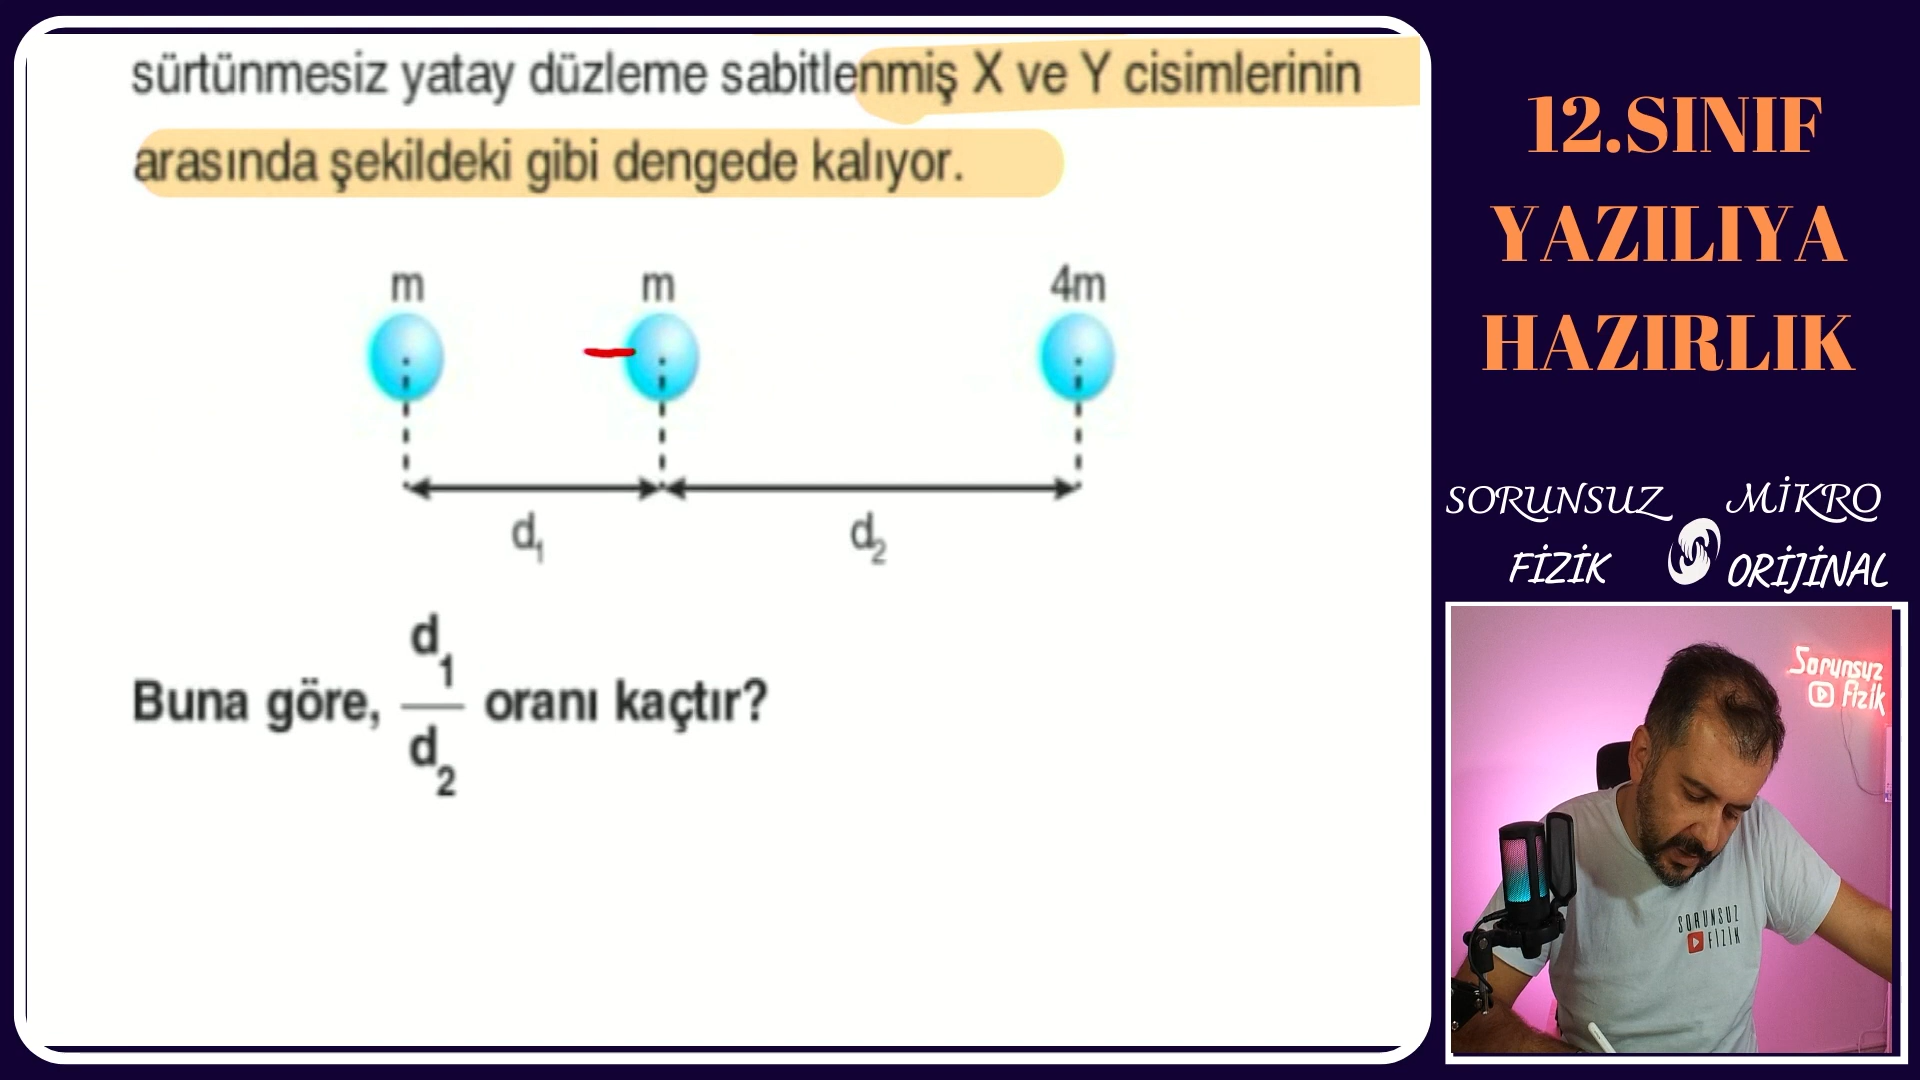 sürtünmesiz yatay düzleme sabitlenmiş X ve Y cisimlerinin
arasında şekildeki gibi dengede kalıyor.
m
m
4m
d1
d2
Buna göre, d1/d2 oranı kaçtır?
12.SINIF
YAZILIYA
HAZIRLIK
SORUNSUZ
FİZİK
MİKRO
ORİJİNAL
Sorunsuz
fizik
SORUNSUZ
FİZİK